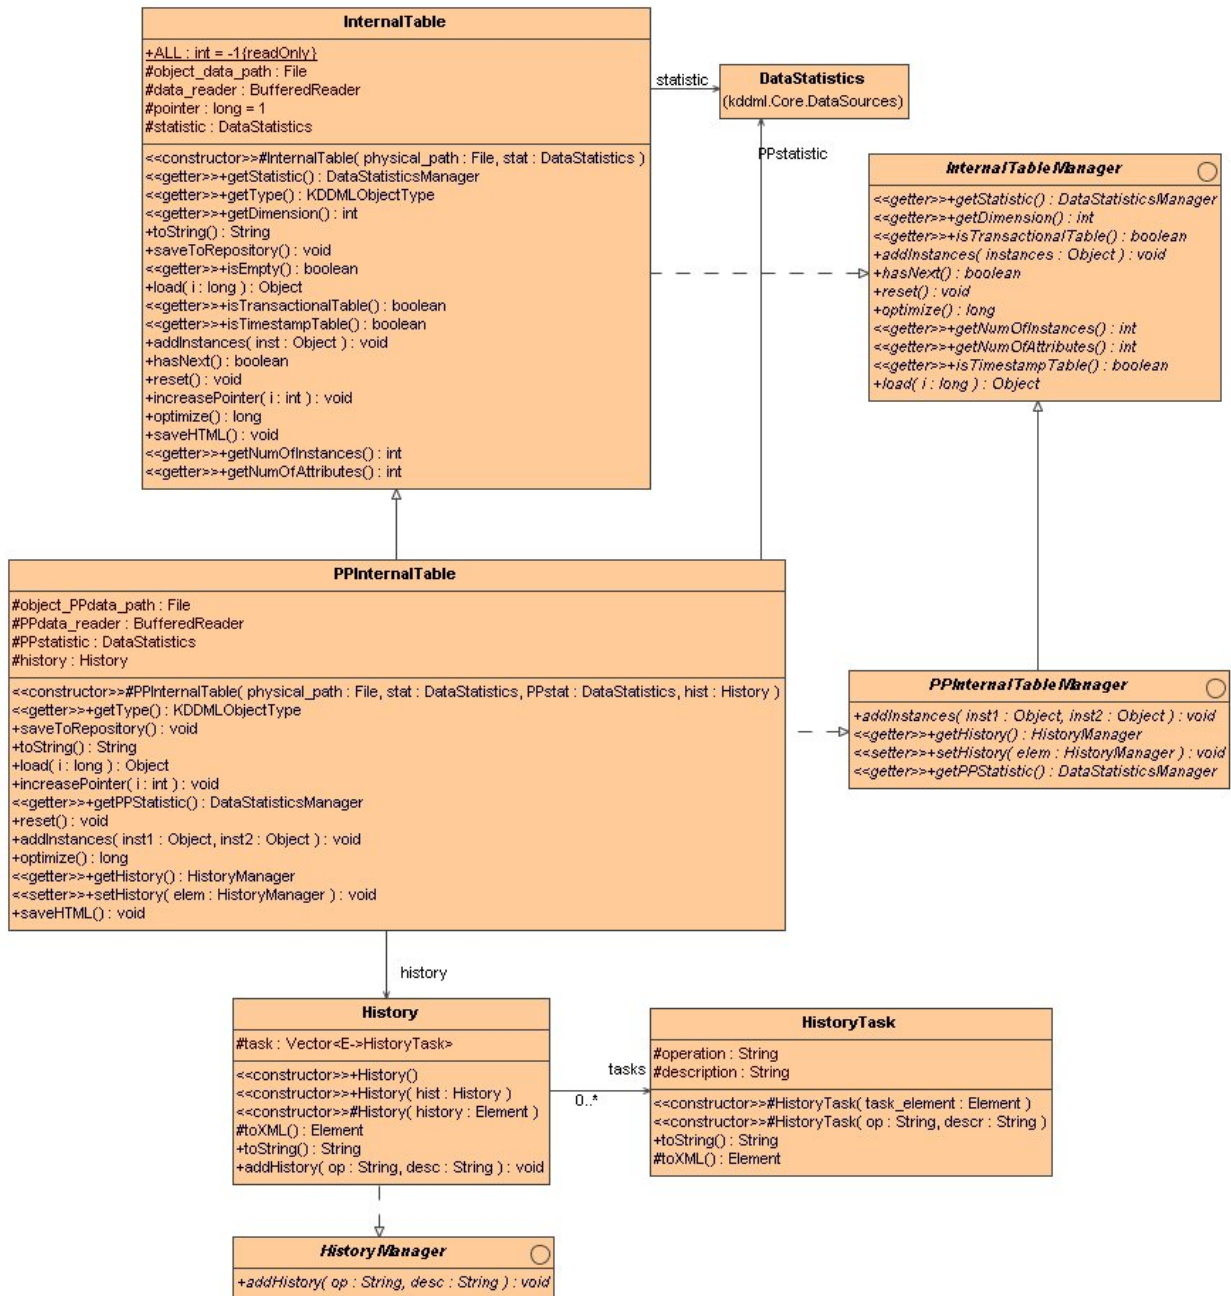 InternalTable
+ALL : int = -1{readOnly}
#object_data_path : File
#data_reader : BufferedReader
#pointer : long = 1
#statistic : DataStatistics
<<constructor>>#InternalTable( physical_path : File, stat : DataStatistics )
<<getter>>+getStatistic() : DataStatisticsManager
<<getter>>+getType() : KDDMLObjectType
<<getter>>+getDimension() : int
+toString() : String
+saveToRepository() : void
<<getter>>+isEmpty() : boolean
+load( i : long ) : Object
<<getter>>+isTransactionalTable() : boolean
<<getter>>+isTimestampTable() : boolean
+addInstances( inst : Object ) : void
+hasNext() : boolean
+reset() : void
+increasePointer( i : int ) : void
+optimize() : long
+saveHTML() : void
<<getter>>+getNumOfInstances() : int
<<getter>>+getNumOfAttributes() : int
statistic
DataStatistics
(kddml.Core.DataSources)
PPstatistic
InternalTableManager
<<getter>>+getStatistic() : DataStatisticsManager
<<getter>>+getDimension() : int
<<getter>>+isTransactionalTable() : boolean
+addInstances( instances : Object ) : void
+hasNext() : boolean
+reset() : void
+optimize() : long
<<getter>>+getNumOfInstances() : int
<<getter>>+getNumOfAttributes() : int
<<getter>>+isTimestampTable() : boolean
+load( i : long ) : Object
PPInternalTable
#object_PPdata_path : File
#PPdata_reader : BufferedReader
#PPstatistic : DataStatistics
#history : History
<<constructor>>#PPInternalTable( physical_path : File, stat : DataStatistics, PPstat : DataStatistics, hist : History )
<<getter>>+getType() : KDDMLObjectType
+saveToRepository() : void
+toString() : String
+load( i : long ) : Object
+increasePointer( i : int ) : void
<<getter>>+getPPStatistic() : DataStatisticsManager
+reset() : void
+addInstances( inst1 : Object, inst2 : Object ) : void
+optimize() : long
<<getter>>+getHistory() : HistoryManager
<<setter>>+setHistory( elem : HistoryManager ) : void
+saveHTML() : void
PPInternalTableManager
+addInstances( inst1 : Object, inst2 : Object ) : void
<<getter>>+getHistory() : HistoryManager
<<setter>>+setHistory( elem : HistoryManager ) : void
<<getter>>+getPPStatistic() : DataStatisticsManager
history
History
#task : Vector<E->HistoryTask>
<<constructor>>+History()
<<constructor>>+History( hist : History )
<<constructor>>#History( history : Element )
#toXML() : Element
+toString() : String
+addHistory( op : String, desc : String ) : void
tasks
0..*
HistoryTask
#operation : String
#description : String
<<constructor>>#HistoryTask( task_element : Element )
<<constructor>>#HistoryTask( op : String, descr : String )
+toString() : String
#toXML() : Element
HistoryManager
+addHistory( op : String, desc : String ) : void